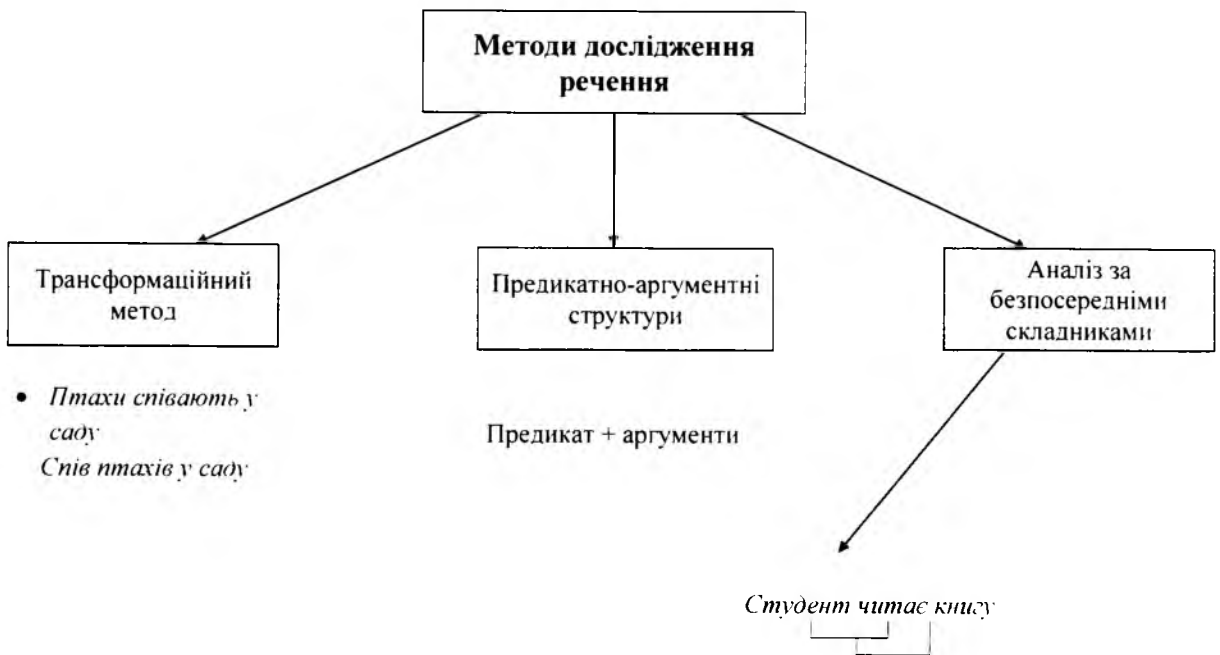 Методи дослідження
речення
Трансформаційний
метод
Предикатно-аргументні
структури
Аналіз за
безпосередніми
складниками
• Птахи співають у
саду
Спів птахів у саду
Предикат + аргументи
Студент читає книгу